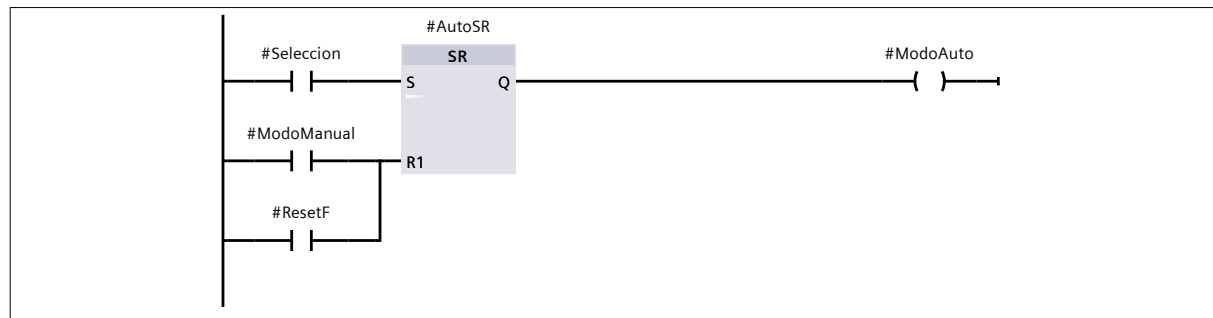 #AutoSR
#Seleccion
SR
#ModoAuto
S
Q
#ModoManual
R1
#ResetF